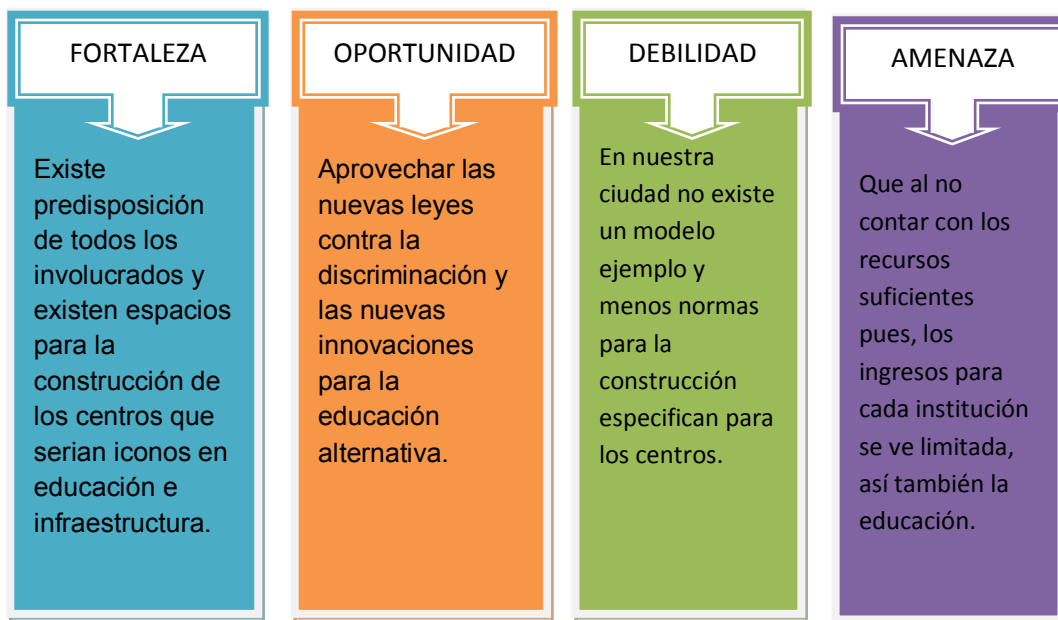 FORTALEZA
Existe
predisposición
de todos los
involucrados y
existen espacios
para la
construcción de
los centros que
serian iconos en
educación e
infraestructura.
OPORTUNIDAD
Aprovechar las
nuevas leyes
contra la
discriminación y
las nuevas
innovaciones
para la
educación
alternativa.
DEBILIDAD
En nuestra
ciudad no existe
un modelo
ejemplo y
menos normas
para la
construcción
especifican para
los centros.
AMENAZA
Que al no
contar con los
recursos
suficientes
pues, los
ingresos para
cada institución
se ve limitada,
así también la
educación.